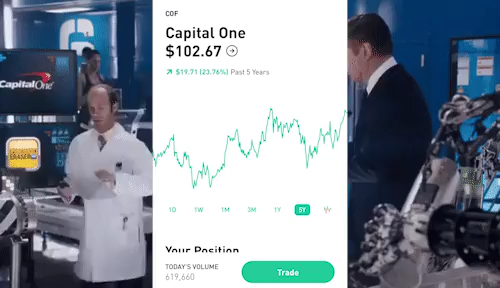 COF
Capital One
$102.67
$19.71 (23.76%) Past 5 Years
1D 1W 1M 3M 1Y 5Y
Your Position
TODAY'S VOLUME
619,660
Trade
Capital One